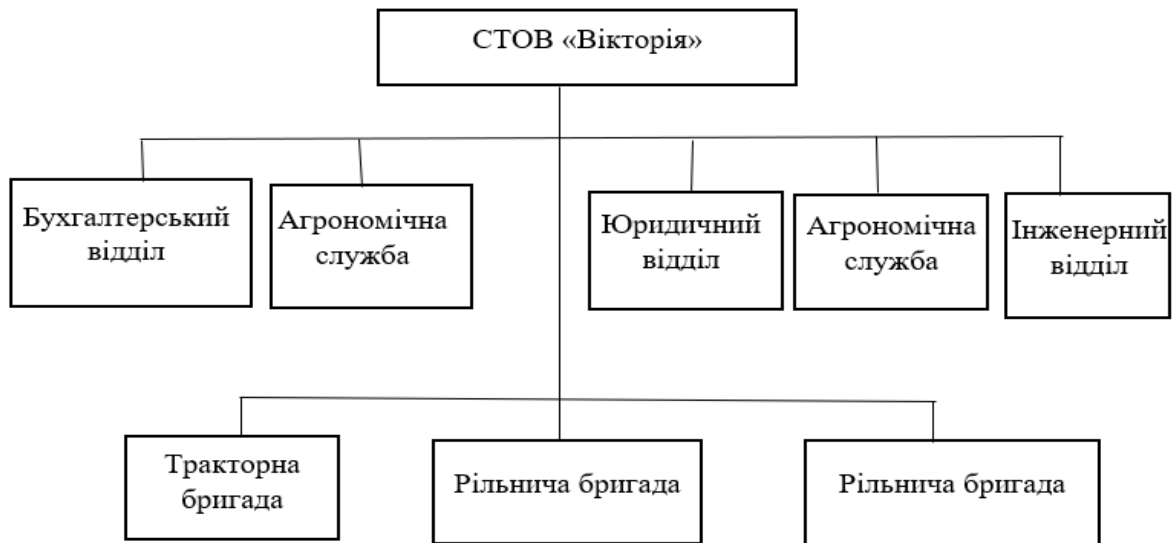 СТОВ «Вікторія»
Бухгалтерський
відділ
Агрономічна
служба
Юридичний
відділ
Агрономічна
служба
Інженерний
відділ
Тракторна
бригада
Рільнича бригада
Рільнича бригада